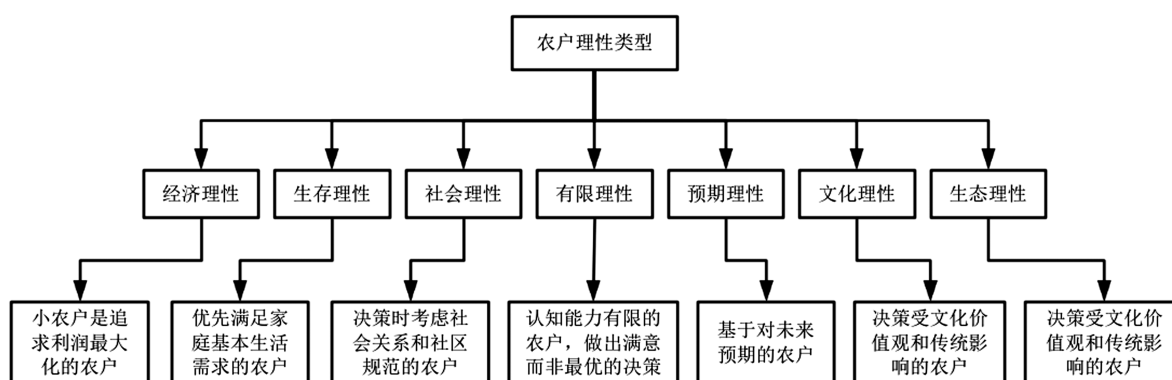 农户理性类型
经济理性
生存理性
社会理性
有限理性
预期理性
文化理性
生态理性
小农户是追
求利润最大
化的农户
优先满足家
庭基本生活
需求的农户
决策时考虑社
会关系和社区
规范的农户
认知能力有限的
农户，做出满意
而非最优的决策
基于对未来
预期的农户
决策受文化价
值观和传统影
响的农户
决策受文化价
值观和传统影
响的农户